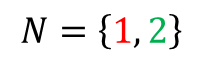 N = {1, 2}